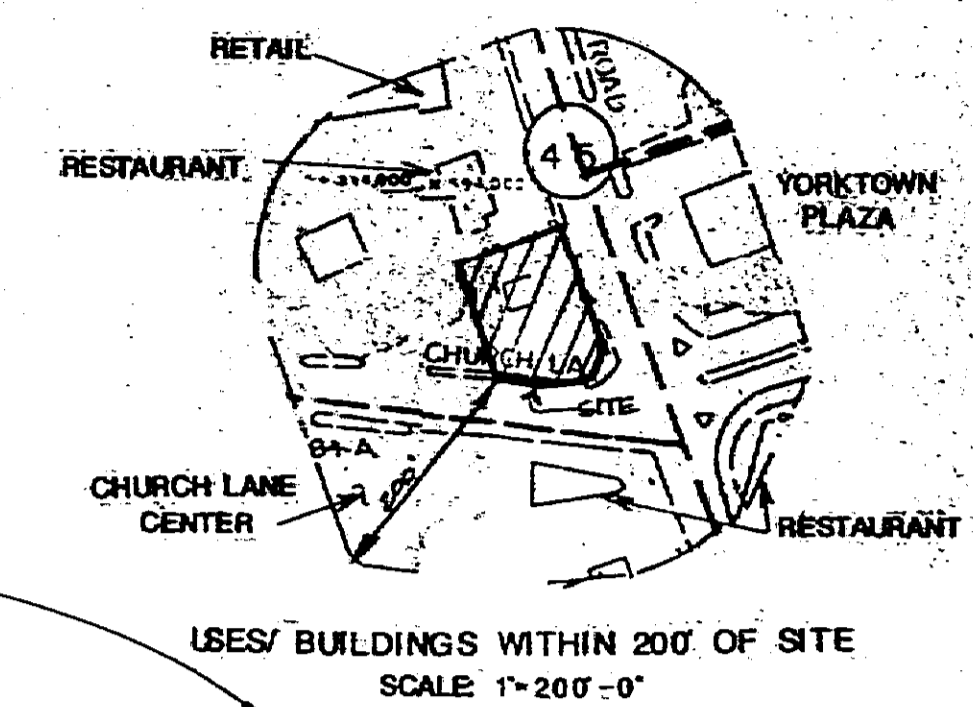 RETAIL
ROAD
RESTAURANT
45
YORKTOWN
PLAZA
CHURCH LA
SITE
CHURCH LANE
CENTER
RESTAURANT
USES/ BUILDINGS WITHIN 200' OF SITE
SCALE 1"=200'-0"